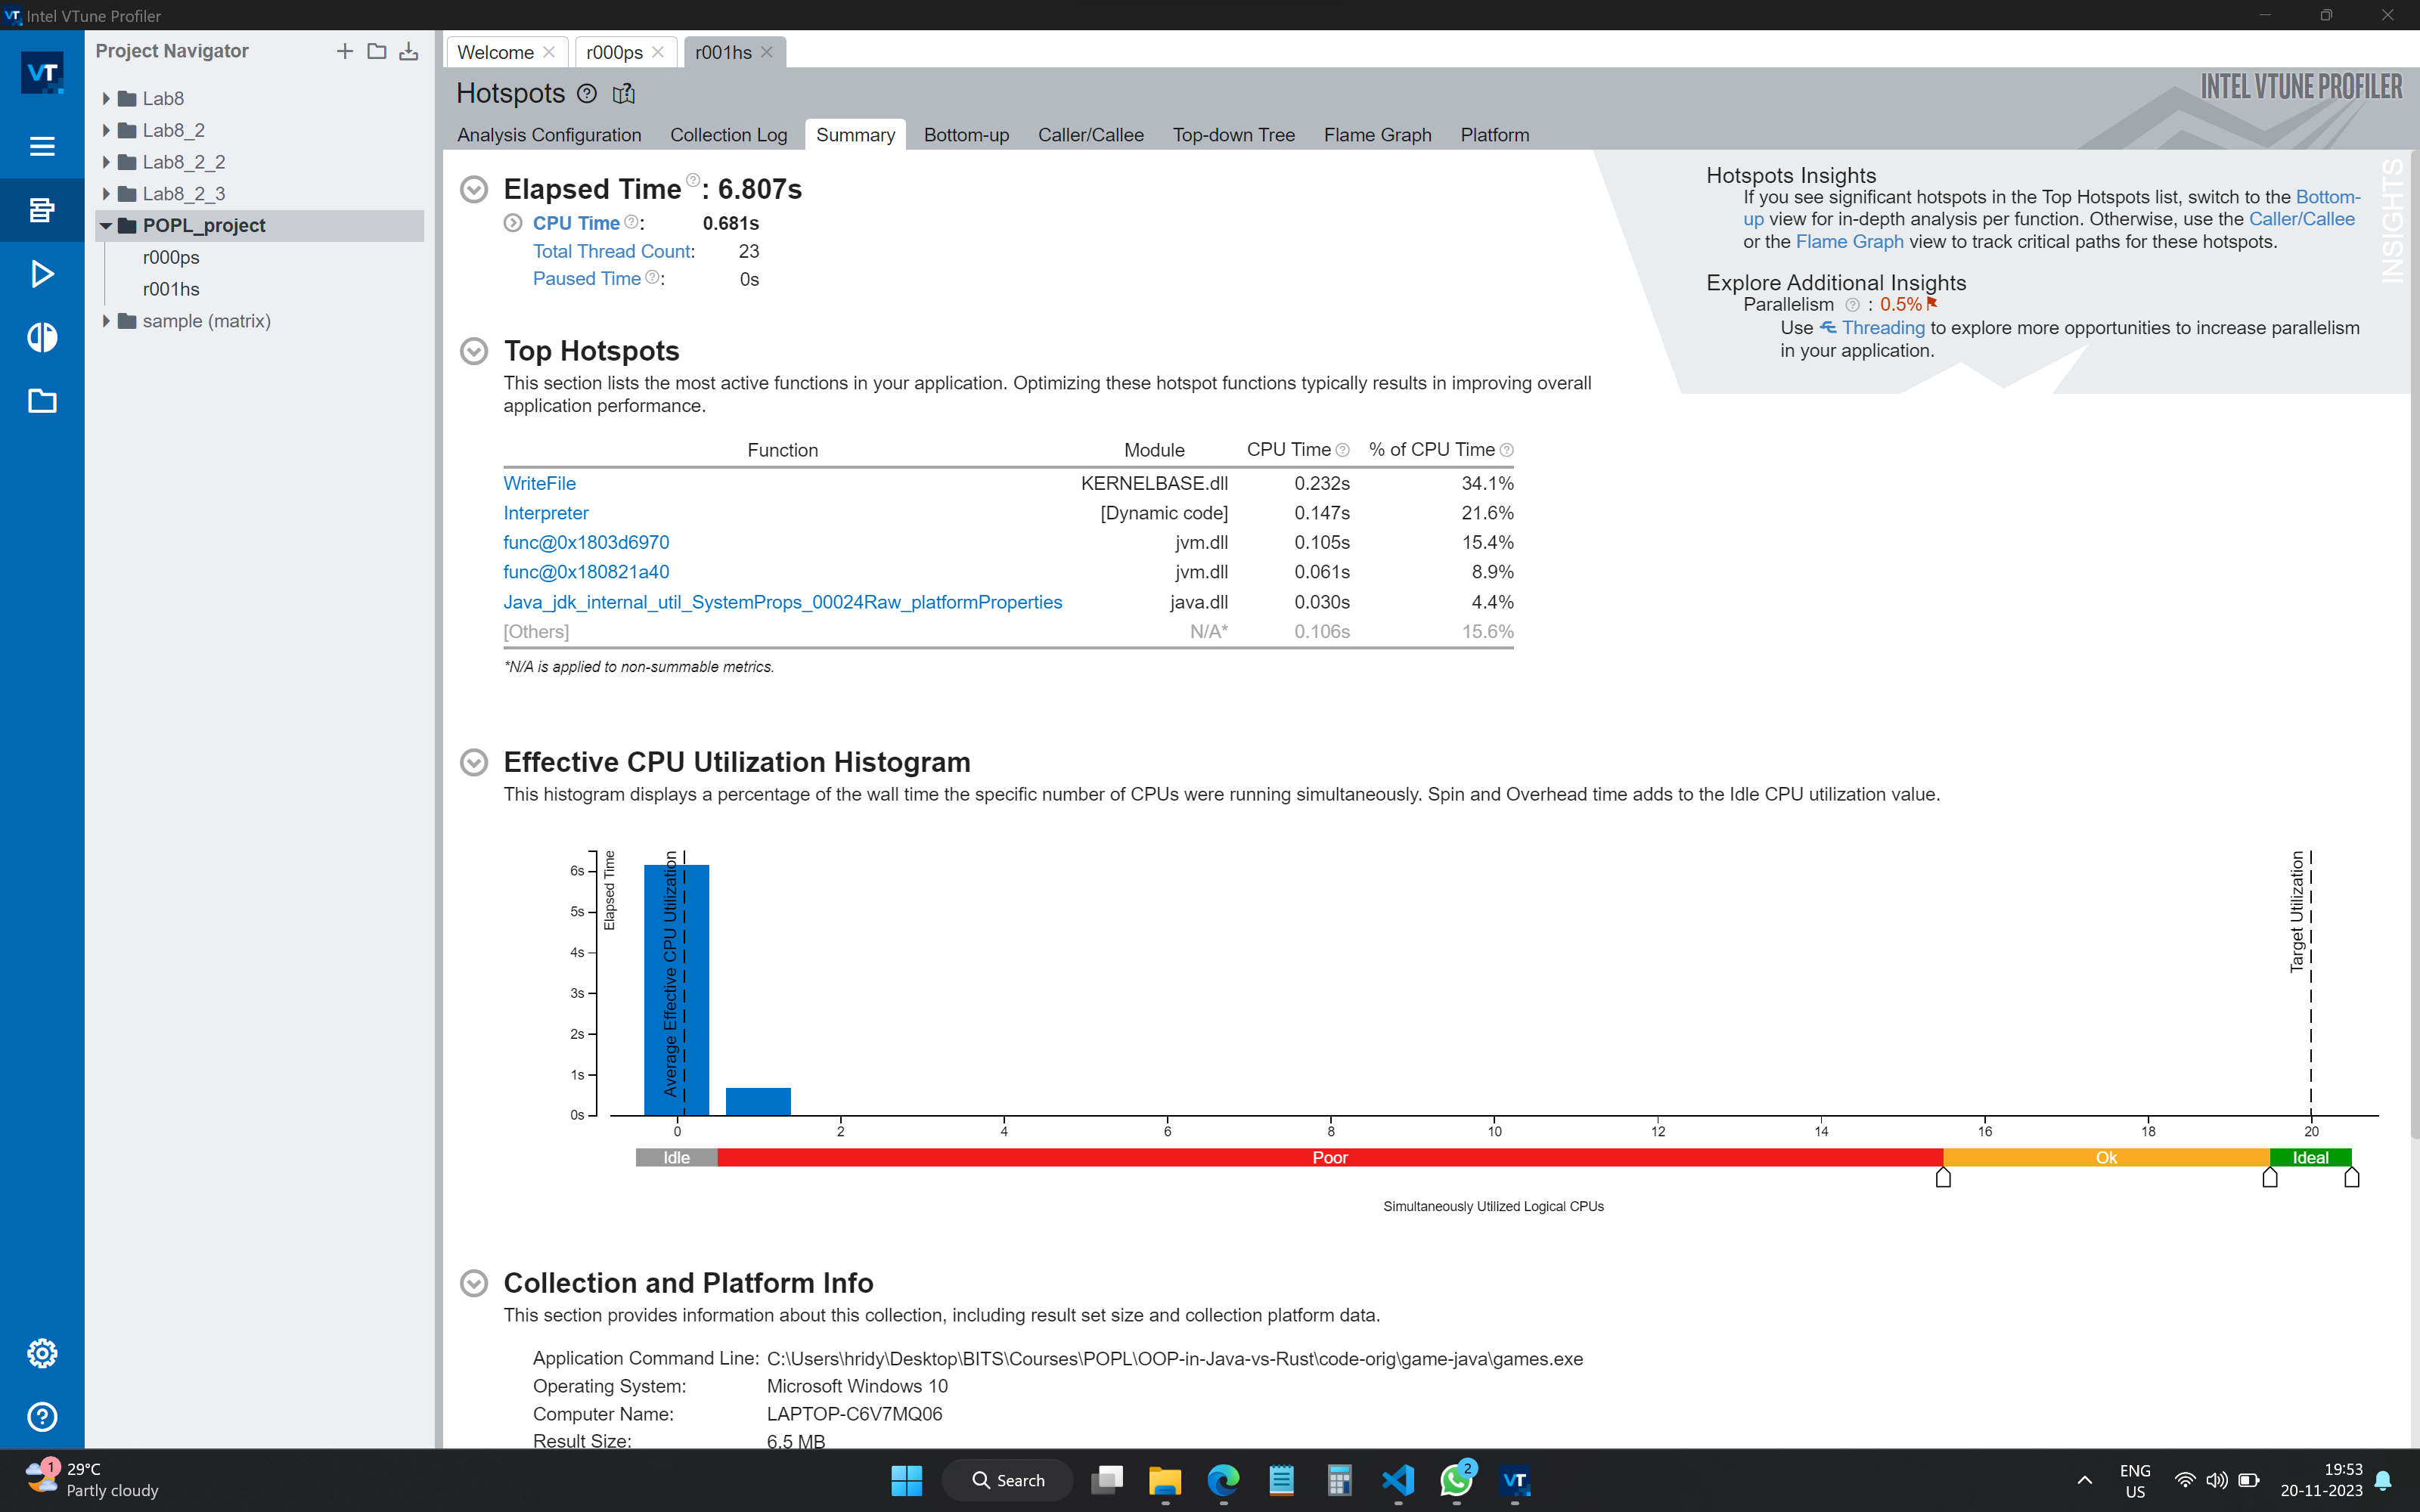 Intel VTune Profiler
Project Navigator
Lab8
Lab8_2
Lab8_2_2
Lab8_2_3
POPL_project
r000ps
r001hs
sample (matrix)
Welcome
r000ps
r001hs
Hotspots
INTEL VTUNE PROFILER
Analysis Configuration
Collection Log
Summary
Bottom-up
Caller/Callee
Top-down Tree
Flame Graph
Platform
Elapsed Time: 6.807s
CPU Time: 0.681s
Total Thread Count: 23
Paused Time: 0s
Hotspots Insights
If you see significant hotspots in the Top Hotspots list, switch to the Bottom-
up view for in-depth analysis per function. Otherwise, use the Caller/Callee
or the Flame Graph view to track critical paths for these hotspots.
Explore Additional Insights
Parallelism : 0.5%
Use Threading to explore more opportunities to increase parallelism
in your application.
INSIGHTS
Top Hotspots
This section lists the most active functions in your application. Optimizing these hotspot functions typically results in improving overall
application performance.
Function Module CPU Time % of CPU Time
WriteFile KERNELBASE.dll 0.232s 34.1%
Interpreter [Dynamic code] 0.147s 21.6%
func@0x1803d6970 jvm.dll 0.105s 15.4%
func@0x180821a40 jvm.dll 0.061s 8.9%
Java_jdk_internal_util_SystemProps_00024Raw_platformProperties java.dll 0.030s 4.4%
[Others] N/A* 0.106s 15.6%
*N/A is applied to non-summable metrics.
Effective CPU Utilization Histogram
This histogram displays a percentage of the wall time the specific number of CPUs were running simultaneously. Spin and Overhead time adds to the Idle CPU utilization value.
Elapsed Time
6s
5s
4s
3s
2s
1s
0s
Average Effective CPU Utilization
Target Utilization
0 2 4 6 8 10 12 14 16 18 20
Idle Poor Ok Ideal
Simultaneously Utilized Logical CPUs
Collection and Platform Info
This section provides information about this collection, including result set size and collection platform data.
Application Command Line: C:\Users\hridy\Desktop\BITS\Courses\POPL\OOP-in-Java-vs-Rust\code-orig\game-java\games.exe
Operating System: Microsoft Windows 10
Computer Name: LAPTOP-C6V7MQ06
Result Size: 6.5 MB
1
29°C
Partly cloudy
Search
2
VT
ENG
US
19:53
20-11-2023